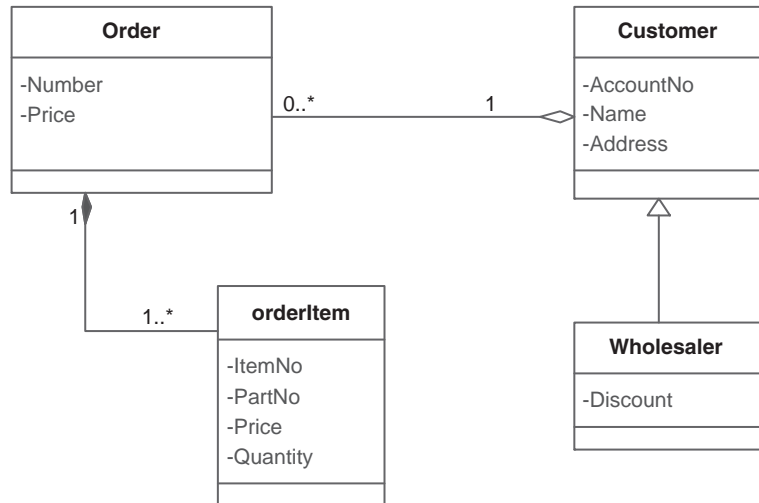 Order
-Number
-Price
0..*
1
Customer
-AccountNo
-Name
-Address
1
1..*
orderItem
-ItemNo
-PartNo
-Price
-Quantity
Wholesaler
-Discount